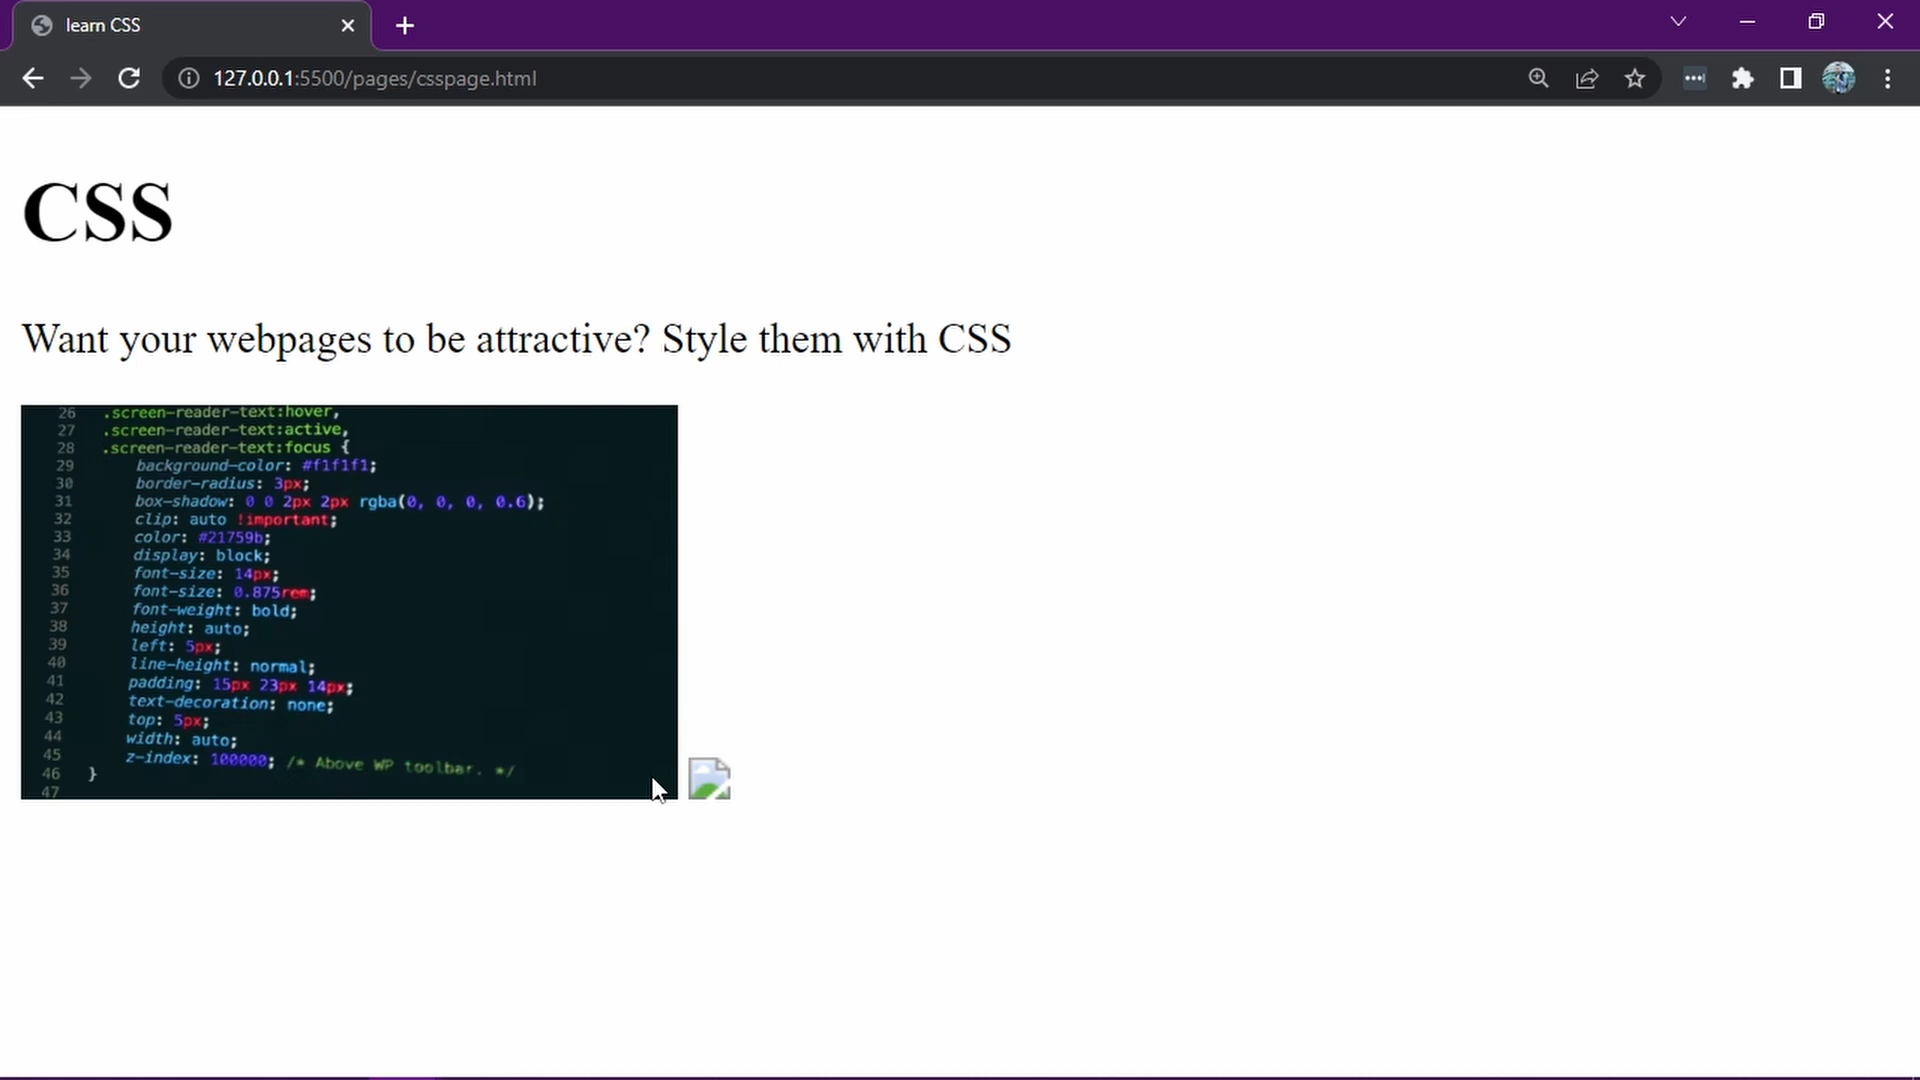 learn CSS
127.0.0.1:5500/pages/csspage.html
CSS
Want your webpages to be attractive? Style them with CSS
26 .screen-reader-text:hover,
27 .screen-reader-text:active,
28 .screen-reader-text:focus {
29 background-color: #f1f1f1;
30 border-radius: 3px;
31 box-shadow: 0 0 2px 2px rgba(0, 0, 0, 0.6);
32 clip: auto !important;
33 color: #21759b;
34 display: block;
35 font-size: 14px;
36 font-size: 0.875rem;
37 font-weight: bold;
38 height: auto;
39 left: 5px;
40 line-height: normal;
41 padding: 15px 23px 14px;
42 text-decoration: none;
43 top: 5px;
44 width: auto;
45 z-index: 100000; /* Above WP toolbar. */
46 }
47